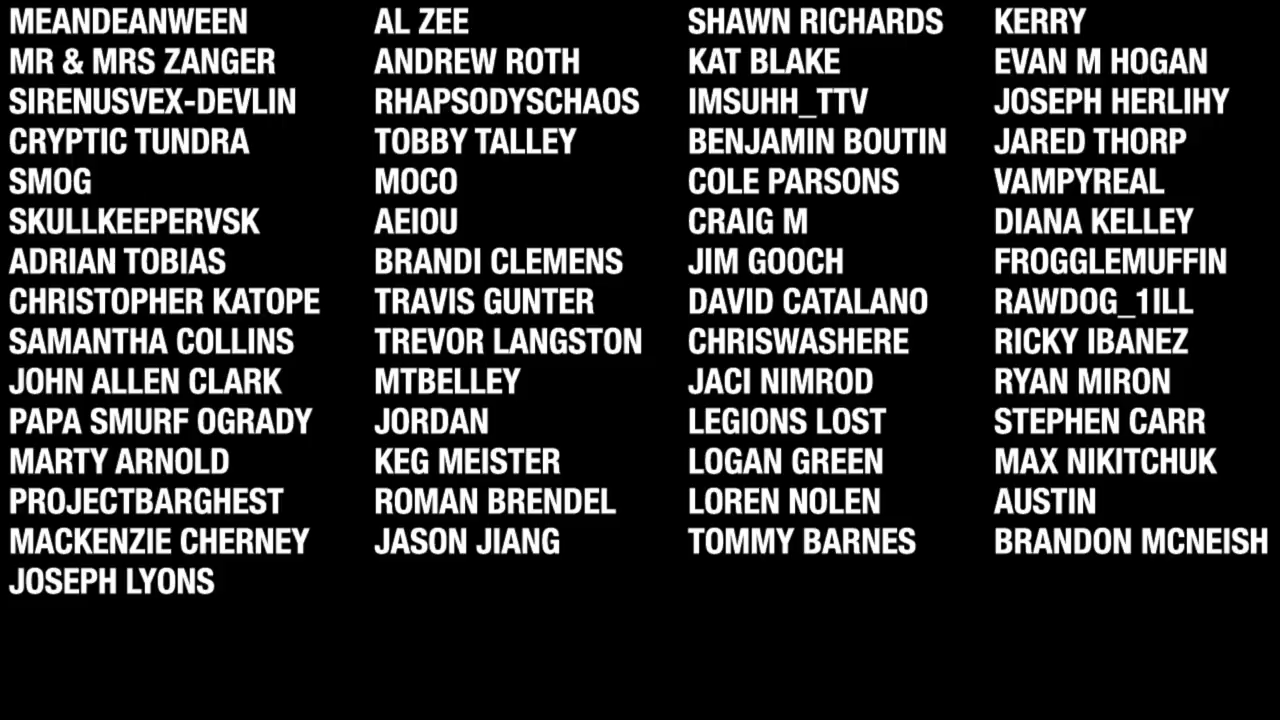 MEANDEANWEEN AL ZEE SHAWN RICHARDS KERRY
MR & MRS ZANGER ANDREW ROTH KAT BLAKE EVAN M HOGAN
SIRENUSVEX-DEVLIN RHAPSODYSCHAOS IMSUHH_TTV JOSEPH HERLIHY
CRYPTIC TUNDRA TOBBY TALLEY BENJAMIN BOUTIN JARED THORP
SMOG MOCO COLE PARSONS VAMPYREAL
SKULLKEEPERVSK AEIOU CRAIG M DIANA KELLEY
ADRIAN TOBIAS BRANDI CLEMENS JIM GOOCH FROGGLEMUFFIN
CHRISTOPHER KATOPE TRAVIS GUNTER DAVID CATALANO RAWDOG_1ILL
SAMANTHA COLLINS TREVOR LANGSTON CHRISWASHERE RICKY IBANEZ
JOHN ALLEN CLARK MTBELLEY JACI NIMROD RYAN MIRON
PAPA SMURF OGRADY JORDAN LEGIONS LOST STEPHEN CARR
MARTY ARNOLD KEG MEISTER LOGAN GREEN MAX NIKITCHUK
PROJECTBARGHEST ROMAN BRENDEL LOREN NOLEN AUSTIN
MACKENZIE CHERNEY JASON JIANG TOMMY BARNES BRANDON MCNEISH
JOSEPH LYONS